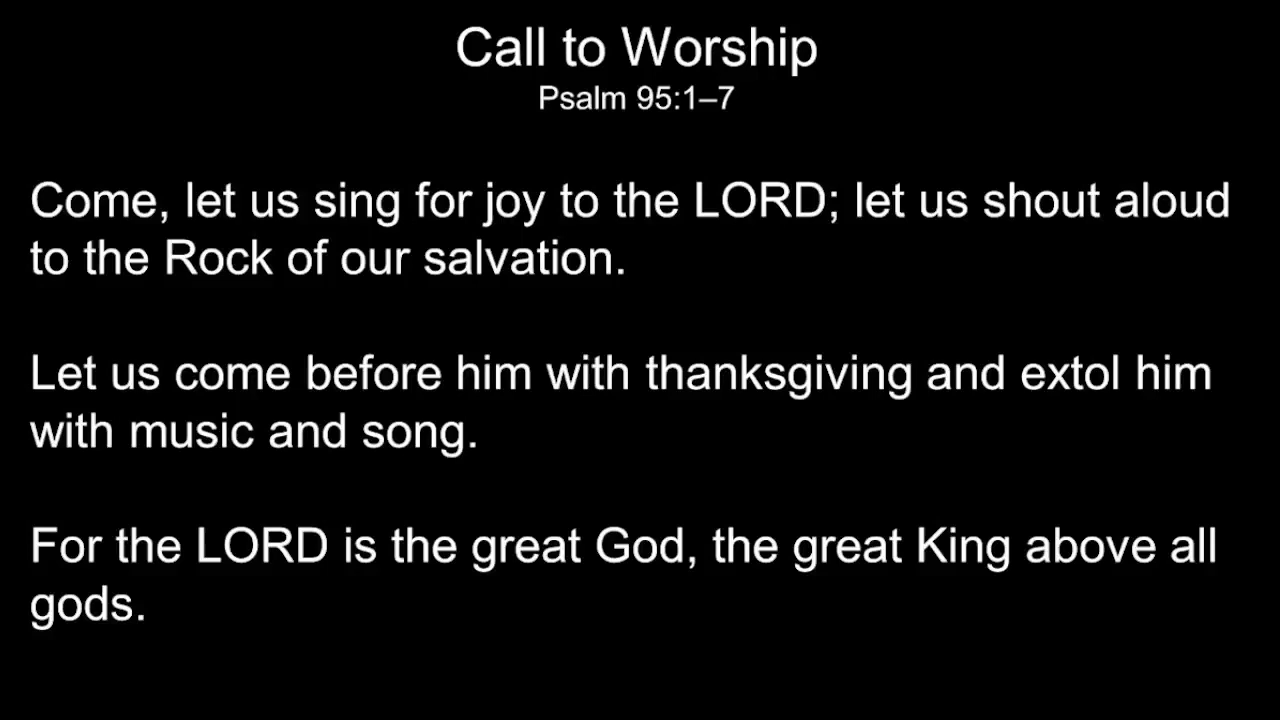 Call to Worship
Psalm 95:1–7
Come, let us sing for joy to the LORD; let us shout aloud
to the Rock of our salvation.
Let us come before him with thanksgiving and extol him
with music and song.
For the LORD is the great God, the great King above all
gods.